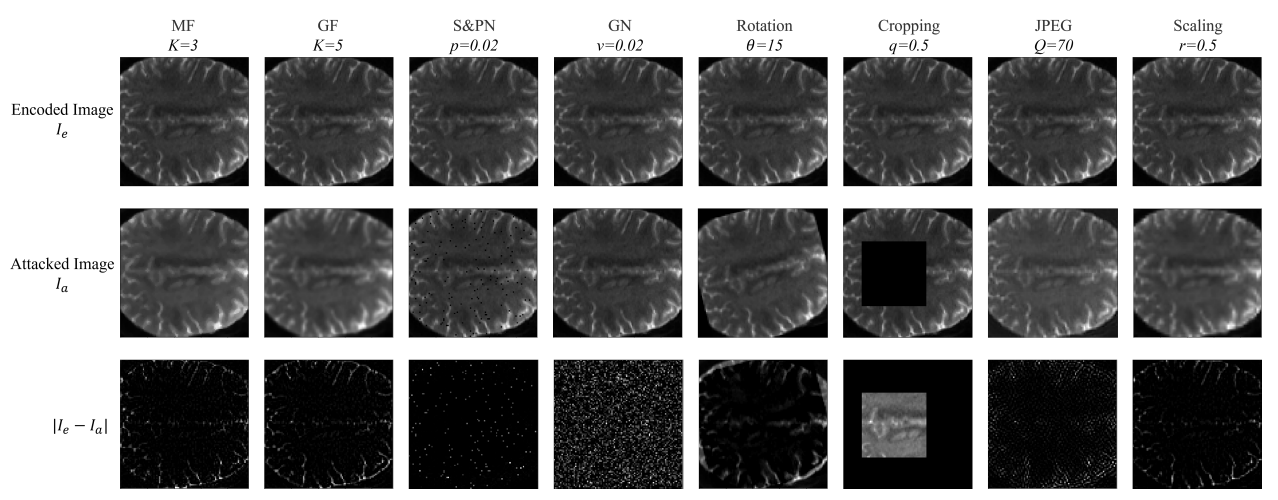 MF GF S&PN GN Rotation Cropping JPEG Scaling
K=3 K=5 p=0.02 v=0.02 θ=15 q=0.5 Q=70 r=0.5
Encoded Image
I_e
Attacked Image
I_a
|I_e − I_a|